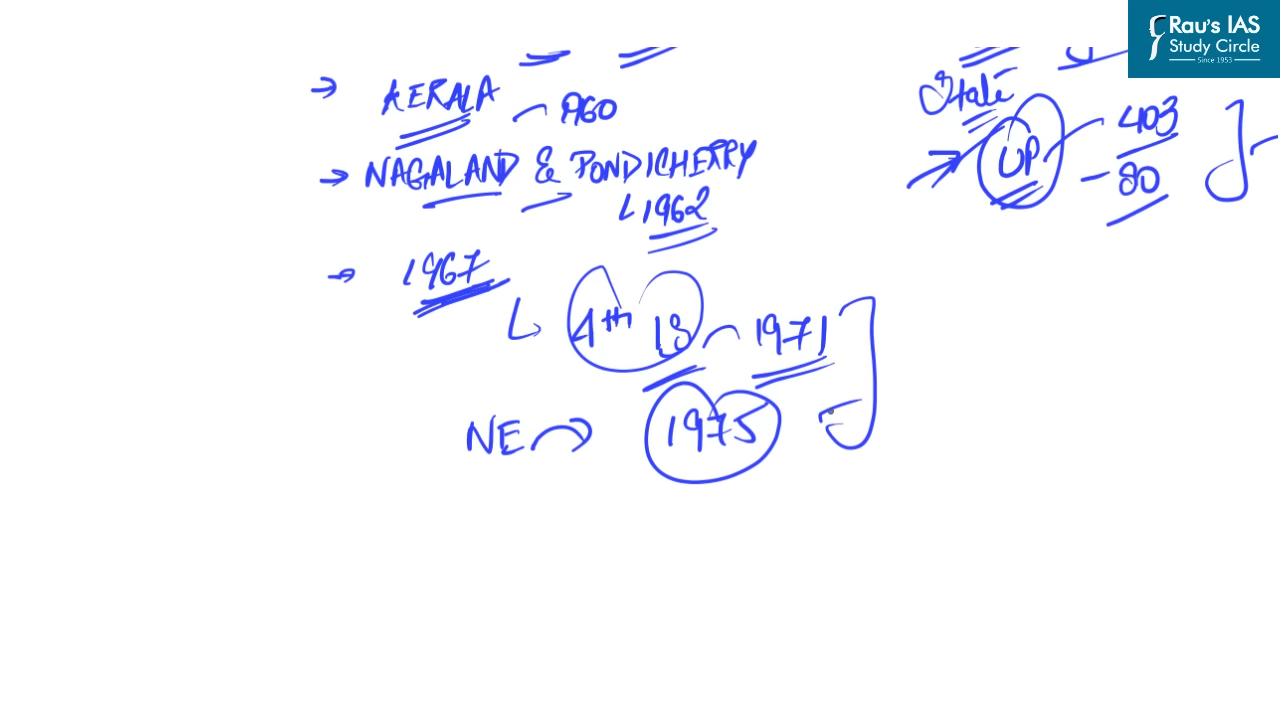 Rau's IAS
Study Circle
Since 1953
→ KERALA 1960
→ NAGALAND & PONDICHERRY
1962
→ 1967
4th LS 1971
NE → 1975
State
UP 403
- 80